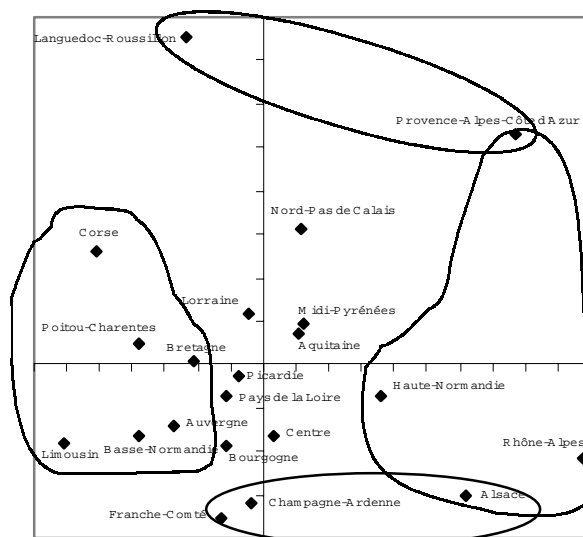 Languedoc-Roussillon
Provence-Alpes-Côte d'Azur
Nord-Pas de Calais
Corse
Lorraine
Midi-Pyrénées
Poitou-Charentes
Aquitaine
Bretagne
Picardie
Haute-Normandie
Pays de la Loire
Auvergne
Centre
Limousin
Basse-Normandie
Bourgogne
Rhône-Alpes
Alsace
Champagne-Ardenne
Franche-Comté